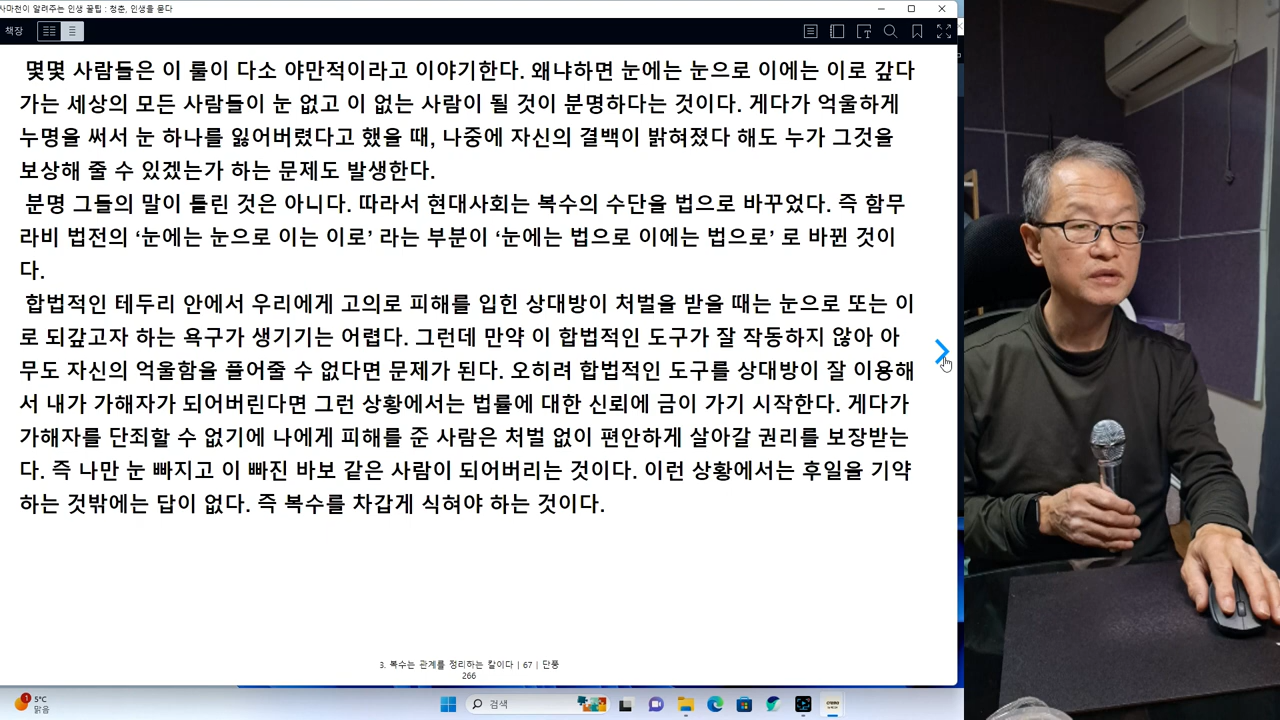 사마천이 알려주는 인생 꿀팁 : 청춘, 인생을 묻다
책장
몇몇 사람들은 이 룰이 다소 야만적이라고 이야기한다. 왜냐하면 눈에는 눈으로 이에는 이로 갚다
가는 세상의 모든 사람들이 눈 없고 이 없는 사람이 될 것이 분명하다는 것이다. 게다가 억울하게
누명을 써서 눈 하나를 잃어버렸다고 했을 때, 나중에 자신의 결백이 밝혀졌다 해도 누가 그것을
보상해 줄 수 있겠는가 하는 문제도 발생한다.
분명 그들의 말이 틀린 것은 아니다. 따라서 현대사회는 복수의 수단을 법으로 바꾸었다. 즉 함무
라비 법전의 ‘눈에는 눈으로 이는 이로’ 라는 부분이 ‘눈에는 법으로 이에는 법으로’ 로 바뀐 것이
다.
합법적인 테두리 안에서 우리에게 고의로 피해를 입힌 상대방이 처벌을 받을 때는 눈으로 또는 이
로 되갚고자 하는 욕구가 생기기는 어렵다. 그런데 만약 이 합법적인 도구가 잘 작동하지 않아 아
무도 자신의 억울함을 풀어줄 수 없다면 문제가 된다. 오히려 합법적인 도구를 상대방이 잘 이용해
서 내가 가해자가 되어버린다면 그런 상황에서는 법률에 대한 신뢰에 금이 가기 시작한다. 게다가
가해자를 단죄할 수 없기에 나에게 피해를 준 사람은 처벌 없이 편안하게 살아갈 권리를 보장받는
다. 즉 나만 눈 빠지고 이 빠진 바보 같은 사람이 되어버리는 것이다. 이런 상황에서는 후일을 기약
하는 것밖에는 답이 없다. 즉 복수를 차갑게 식혀야 하는 것이다.
3. 복수는 관계를 정리하는 칼이다 | 67 | 단풍
266
1
5°C
맑음
검색